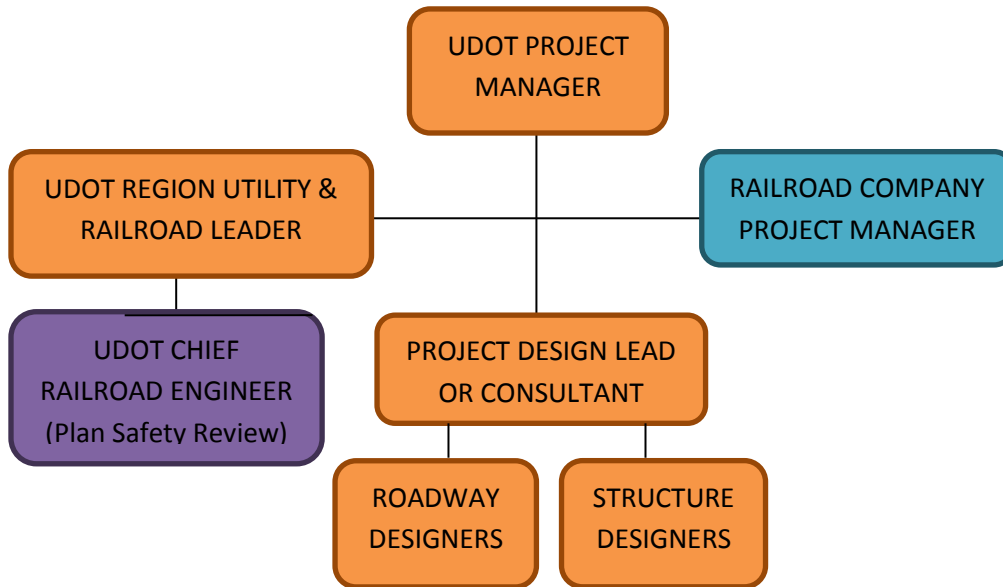 UDOT PROJECT
MANAGER
UDOT REGION UTILITY &
RAILROAD LEADER
RAILROAD COMPANY
PROJECT MANAGER
UDOT CHIEF
RAILROAD ENGINEER
(Plan Safety Review)
PROJECT DESIGN LEAD
OR CONSULTANT
ROADWAY
DESIGNERS
STRUCTURE
DESIGNERS